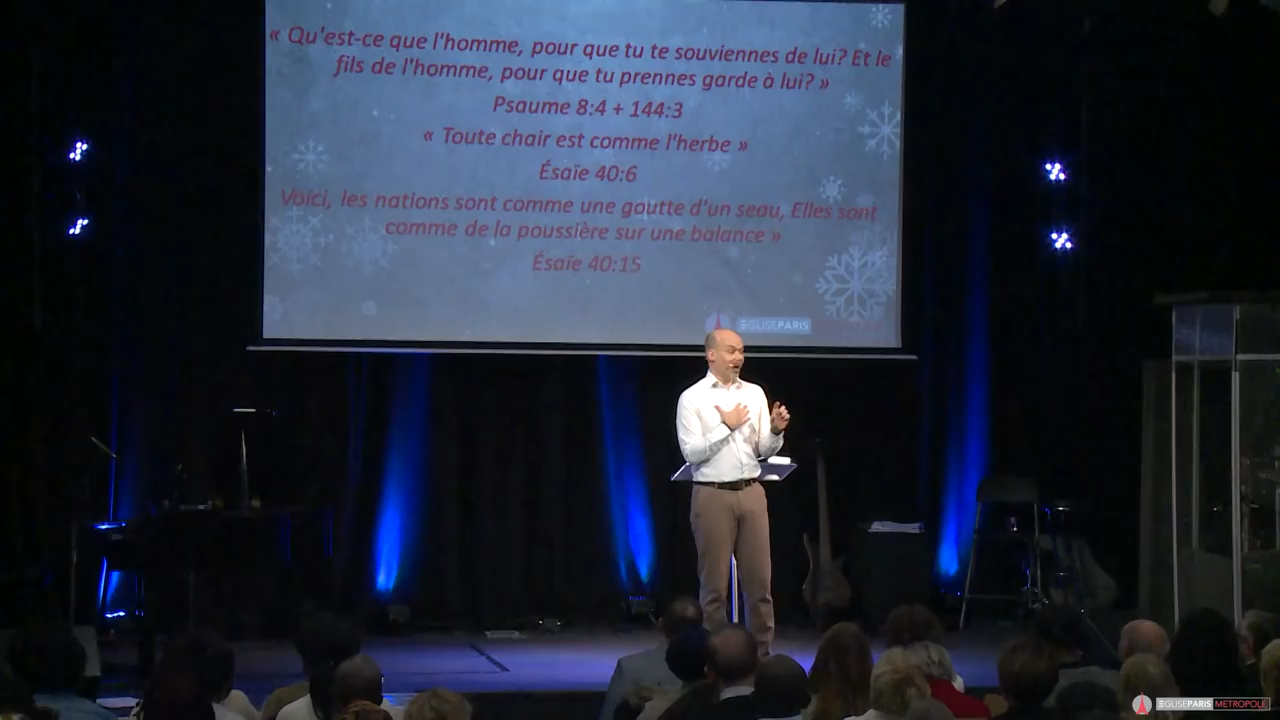 « Qu'est-ce que l'homme, pour que tu te souviennes de lui? Et le
fils de l'homme, pour que tu prennes garde à lui? »
Psaume 8:4 + 144:3
« Toute chair est comme l'herbe »
Ésaïe 40:6
Voici, les nations sont comme une goutte d'un seau, Elles sont
comme de la poussière sur une balance »
Ésaïe 40:15
EGLISEPARIS
EGLISEPARIS METROPOLE